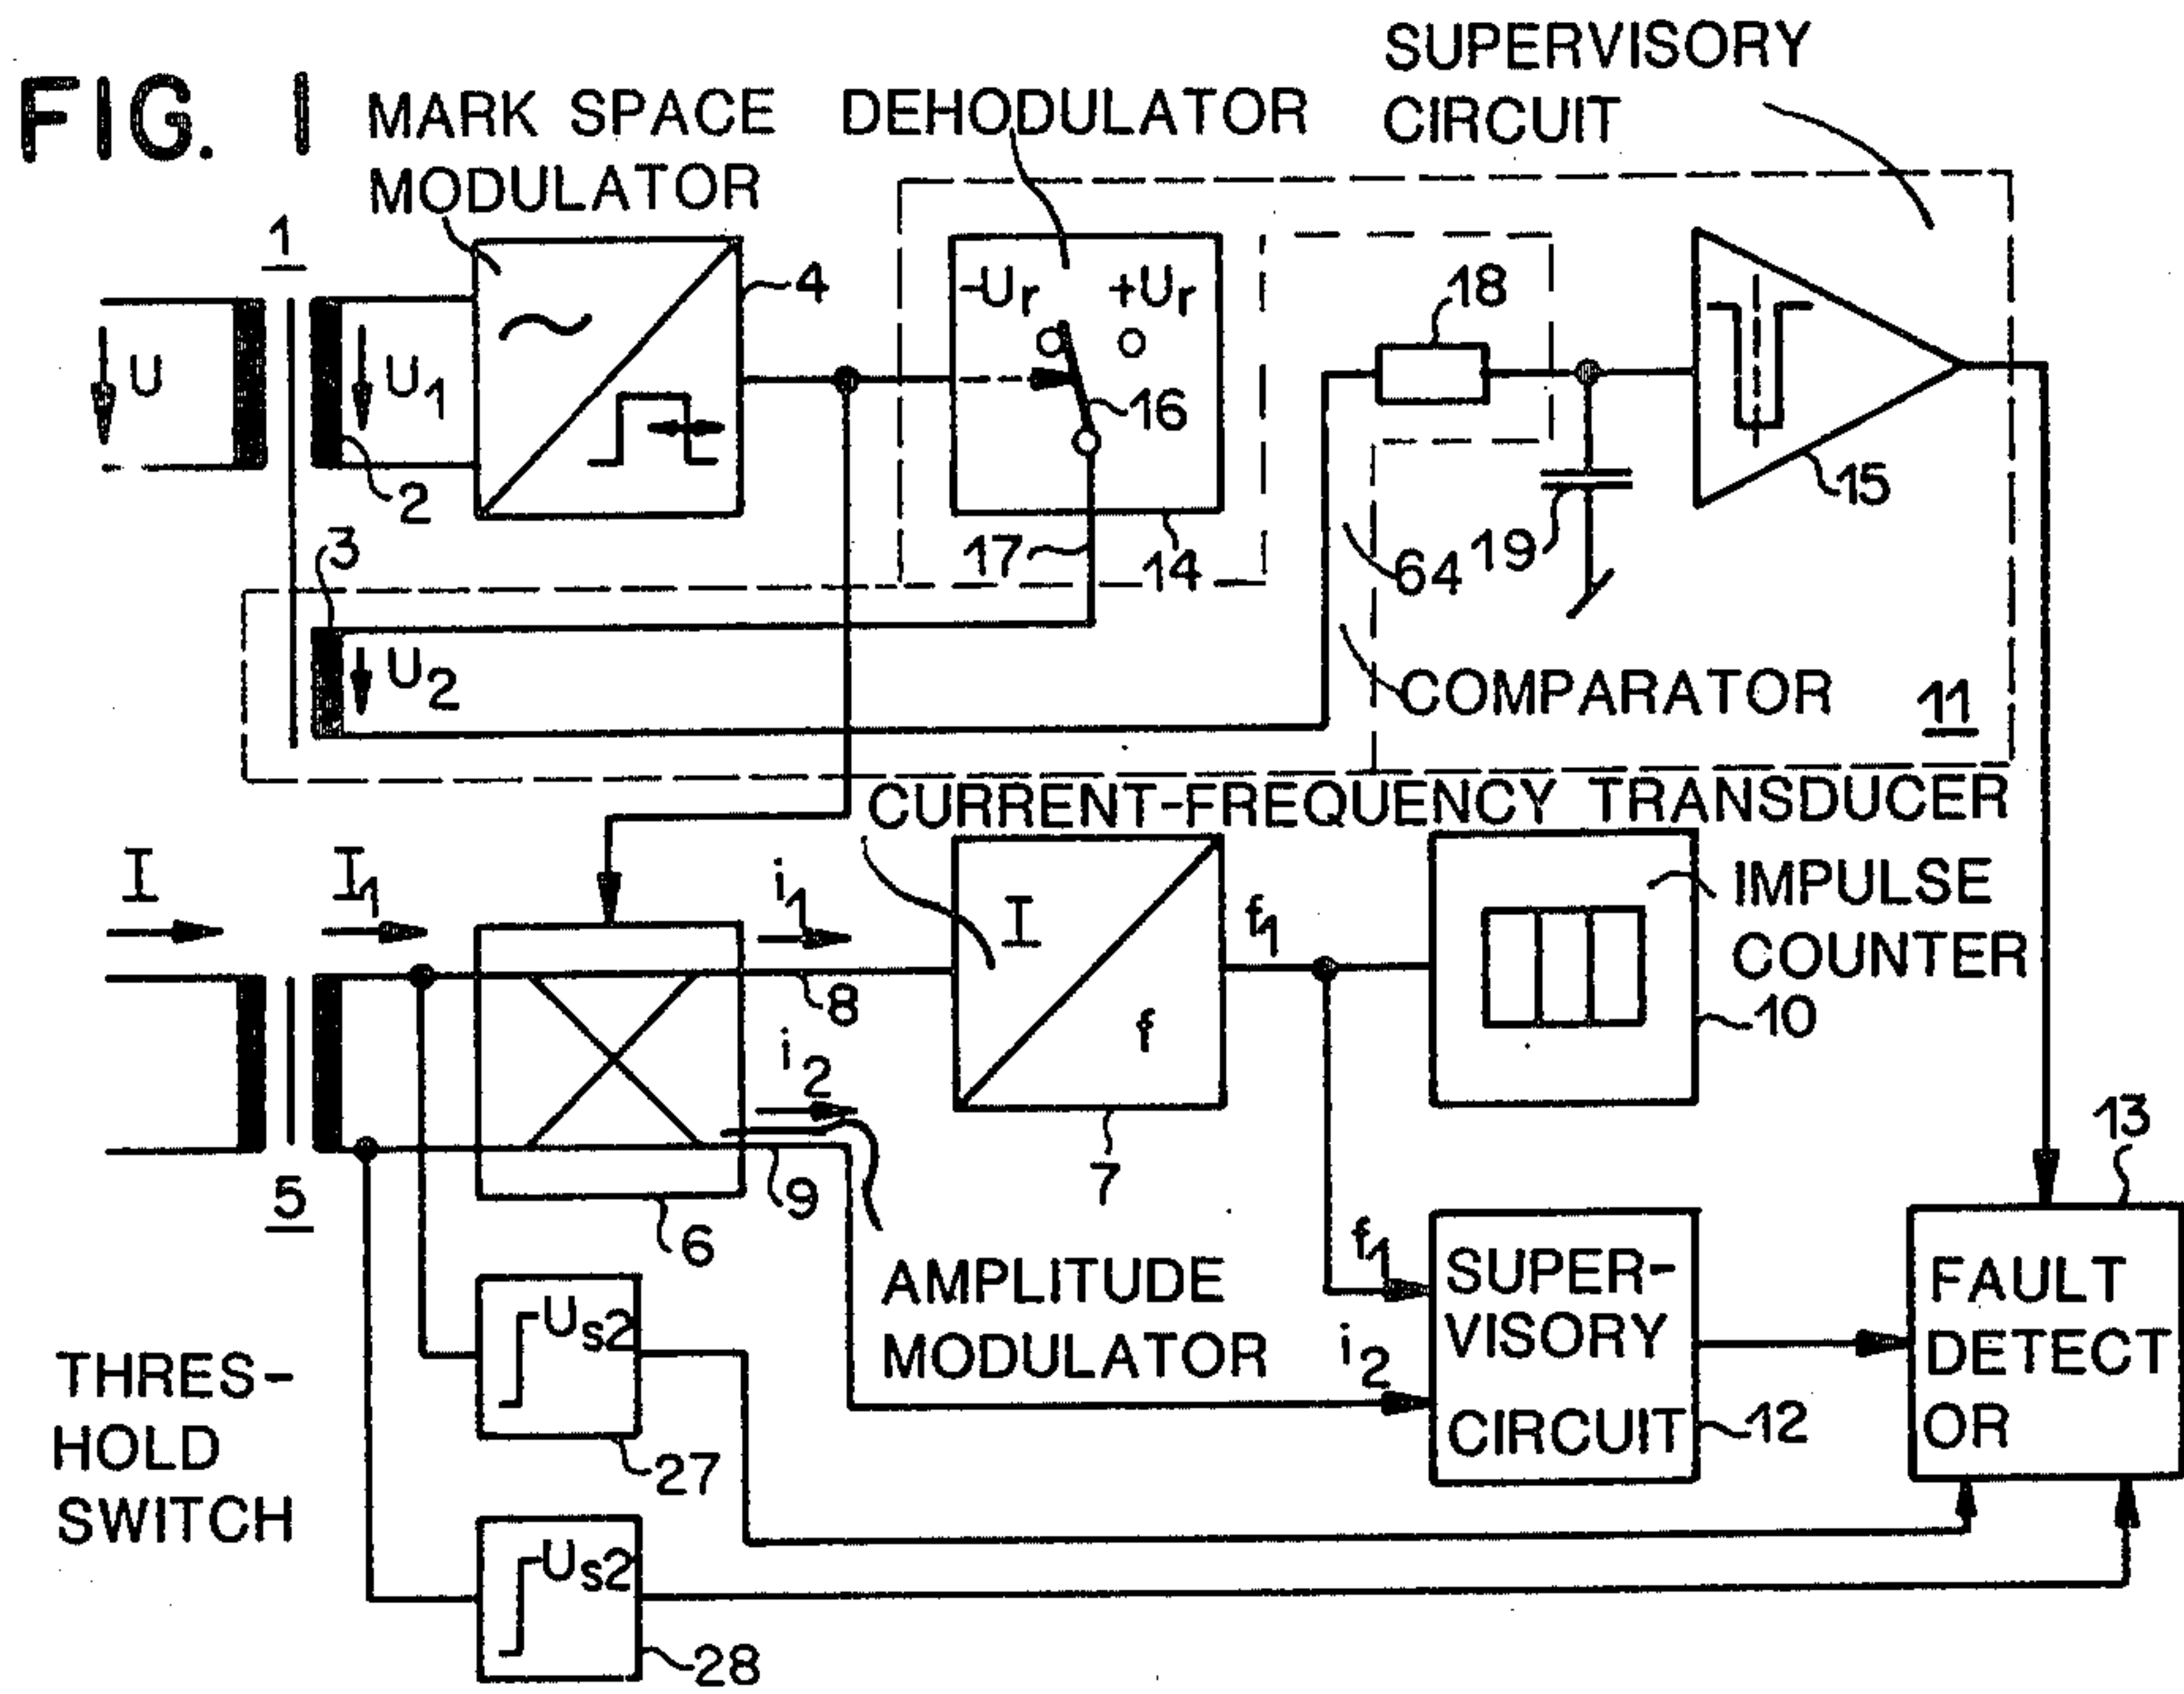 FIG. 1
MARK SPACE
MODULATOR
DEHODULATOR
SUPERVISORY
CIRCUIT
1
4
-Ur
+Ur
18
U
U1
16
2
15
3
17
14
64
19
U2
COMPARATOR
11
CURRENT-FREQUENCY TRANSDUCER
I
I1
i1
I
f1
IMPULSE
COUNTER
8
10
i2
f
13
5
9
7
6
f1
SUPER-
VISORY
CIRCUIT
FAULT
DETECT
OR
AMPLITUDE
MODULATOR
Us2
i2
12
THRES-
HOLD
SWITCH
27
Us2
28